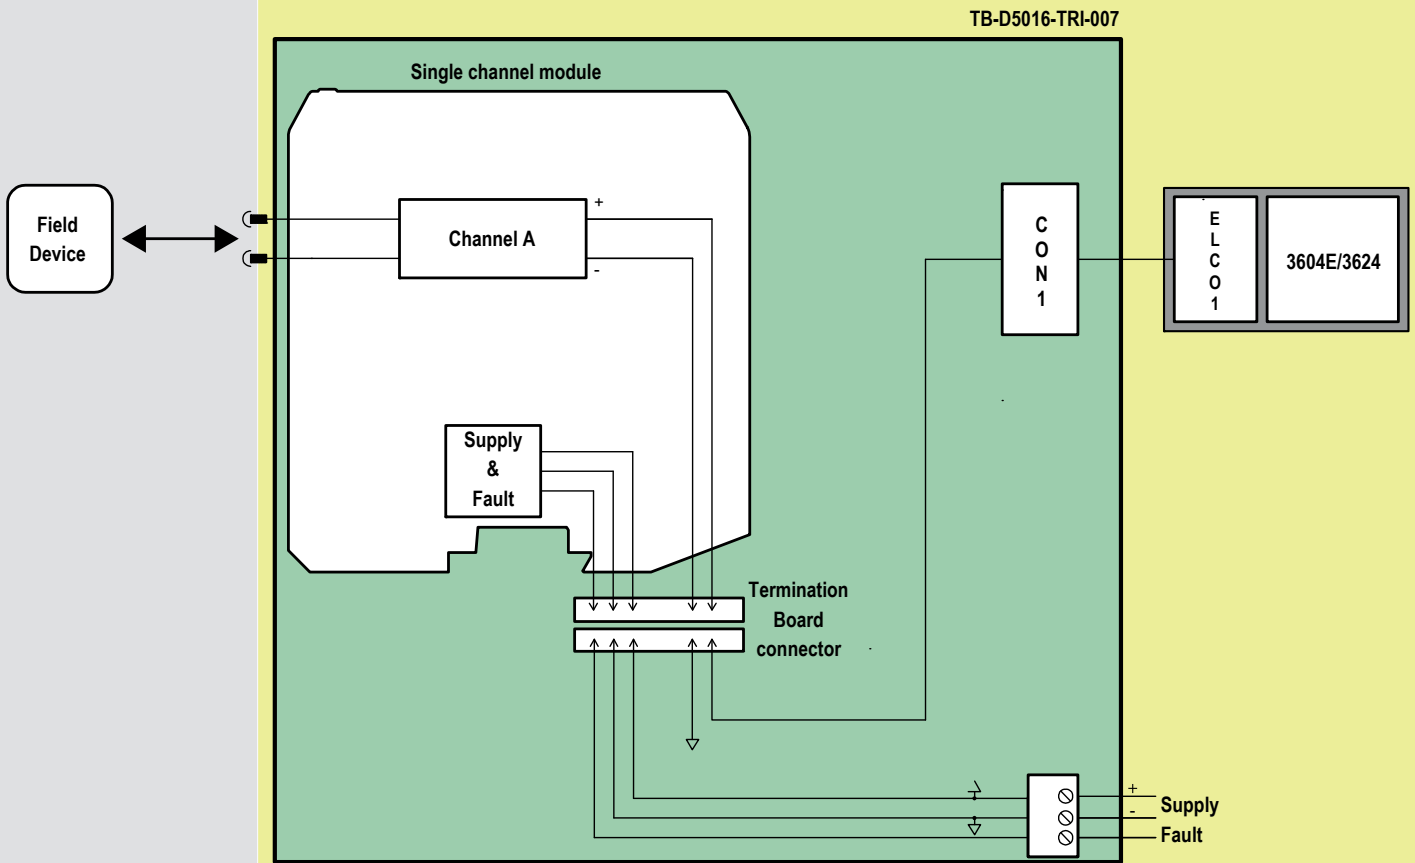 TB-D5016-TRI-007
Single channel module
Field
Device
+
Channel A
-
C
O
N
1
E
L
C
O
1
3604E/3624
Supply
&
Fault
Termination
Board
connector
+
-
Supply
Fault